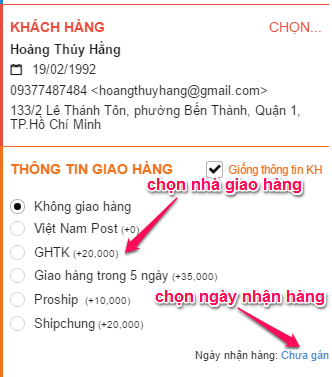 KHÁCH HÀNG CHỌN...
Hoàng Thúy Hằng
19/02/1992
09377487484 <hoangthuyhang@gmail.com>
133/2 Lê Thánh Tôn, phường Bến Thành, Quận 1,
TP.Hồ Chí Minh
THÔNG TIN GIAO HÀNG Giống thông tin KH
chọn nhà giao hàng
Không giao hàng
Việt Nam Post (+0)
GHTK (+20,000)
Giao hàng trong 5 ngày (+35,000)
Proship (+10,000)
chọn ngày nhận hàng
Shipchung (+20,000)
Ngày nhận hàng: Chưa gán